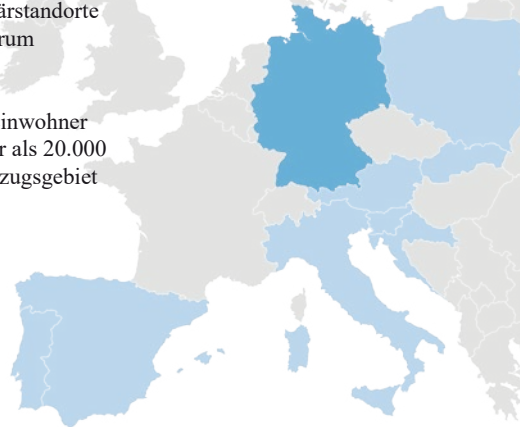 ärstandorte
rum
inwohner
r als 20.000
zugsgebiet